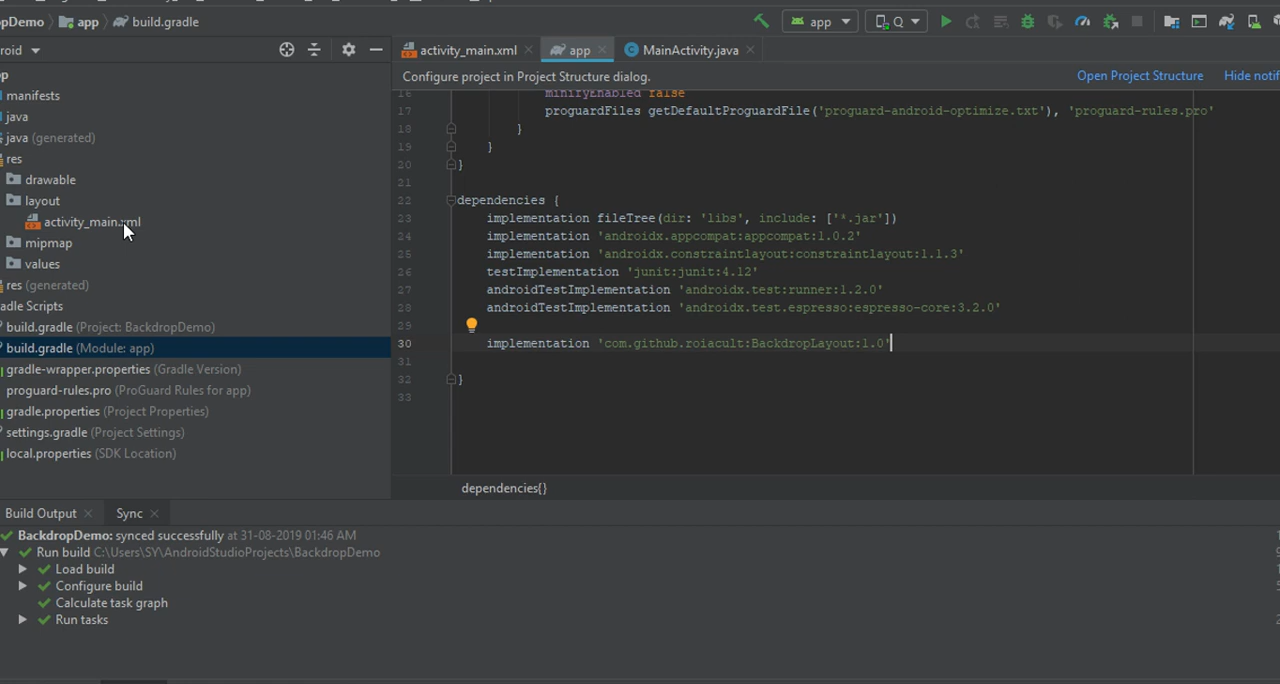 pDemo app build.gradle
app Q
roid
activity_main.xml app MainActivity.java
Configure project in Project Structure dialog. Open Project Structure Hide notif
p
manifests
java
java (generated)
res
drawable
layout
activity_main.xml
mipmap
values
res (generated)
adle Scripts
build.gradle (Project: BackdropDemo)
build.gradle (Module: app)
gradle-wrapper.properties (Gradle Version)
proguard-rules.pro (ProGuard Rules for app)
gradle.properties (Project Properties)
settings.gradle (Project Settings)
local.properties (SDK Location)
16 minifyEnabled false
17 proguardFiles getDefaultProguardFile('proguard-android-optimize.txt'), 'proguard-rules.pro'
18 }
19 }
20 }
21
22 dependencies {
23 implementation fileTree(dir: 'libs', include: ['*.jar'])
24 implementation 'androidx.appcompat:appcompat:1.0.2'
25 implementation 'androidx.constraintlayout:constraintlayout:1.1.3'
26 testImplementation 'junit:junit:4.12'
27 androidTestImplementation 'androidx.test:runner:1.2.0'
28 androidTestImplementation 'androidx.test.espresso:espresso-core:3.2.0'
29
30 implementation 'com.github.roiacult:BackdropLayout:1.0'
31
32 }
33
dependencies{}
Build Output Sync
BackdropDemo: synced successfully at 31-08-2019 01:46 AM
Run build C:\Users\SY\AndroidStudioProjects\BackdropDemo
Load build
Configure build
Calculate task graph
Run tasks